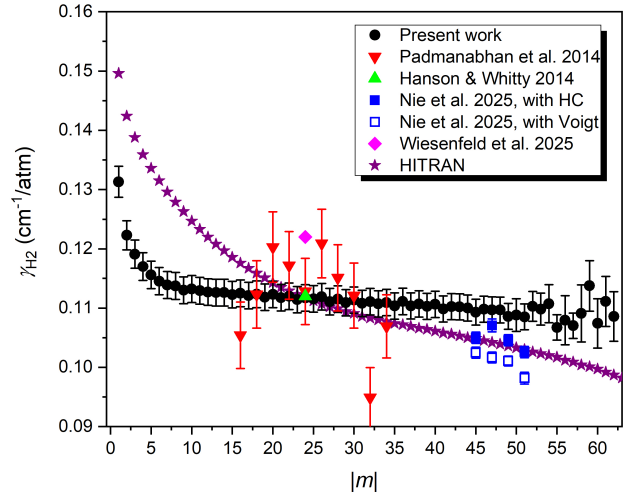 0.16
0.15
0.14
0.13
0.12
0.11
0.10
0.09
γH2 (cm⁻¹/atm)
Present work
Padmanabhan et al. 2014
Hanson & Whitty 2014
Nie et al. 2025, with HC
Nie et al. 2025, with Voigt
Wiesenfeld et al. 2025
HITRAN
0 5 10 15 20 25 30 35 40 45 50 55 60
|m|